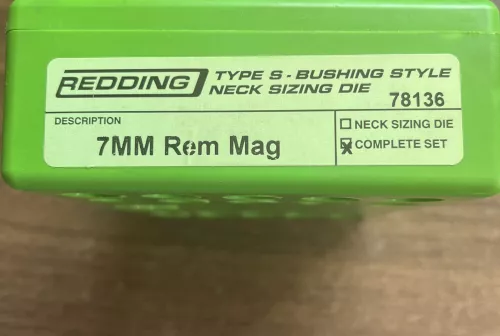 REDDING TYPE S - BUSHING STYLE
NECK SIZING DIE
78136
DESCRIPTION
7MM Rem Mag
NECK SIZING DIE
COMPLETE SET